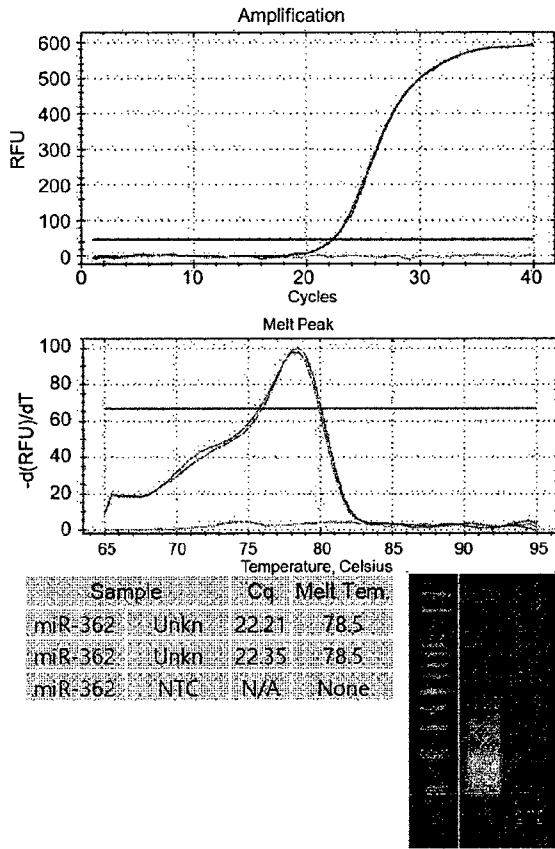 Amplification
600
500
400
300
200
100
0
RFU
0 10 20 30 40
Cycles
Melt Peak
100
80
60
40
20
0
-d(RFU)/dT
65 70 75 80 85 90 95
Temperature, Celsius
Sample Cq Melt Tem.
miR-362 Unkn 22.21 78.5
miR-362 Unkn 22.35 78.5
miR-362 NTC N/A None